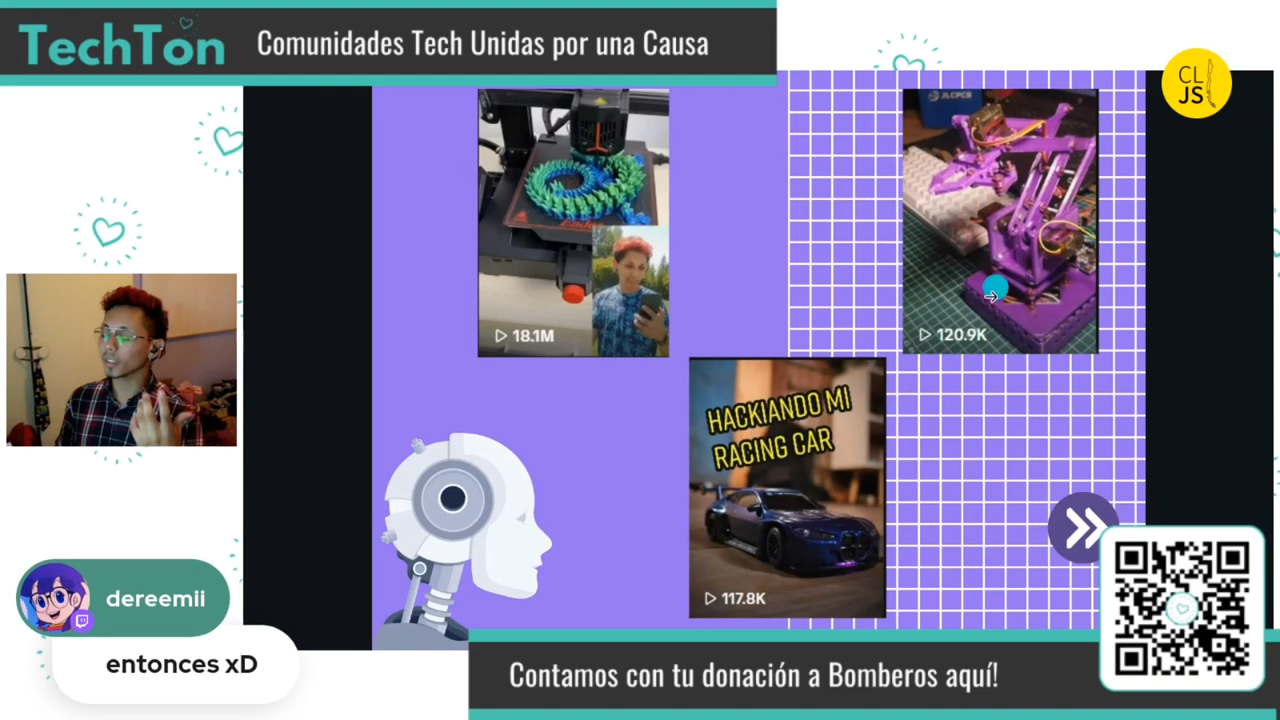 TechTon
Comunidades Tech Unidas por una Causa
CL
JS
JLCPCB
18.1M
120.9K
HACKIANDO MI
RACING CAR
117.8K
dereemii
entonces xD
Contamos con tu donación a Bomberos aquí!